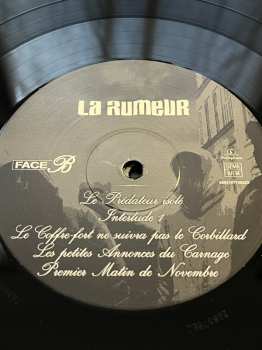 LA RUMEUR
FACE B
Le Prédateur isolé
Interlude 1
Le Coffre-fort ne suivra pas le Corbillard
Les petites Annonces du Carnage
Premier Matin de Novembre